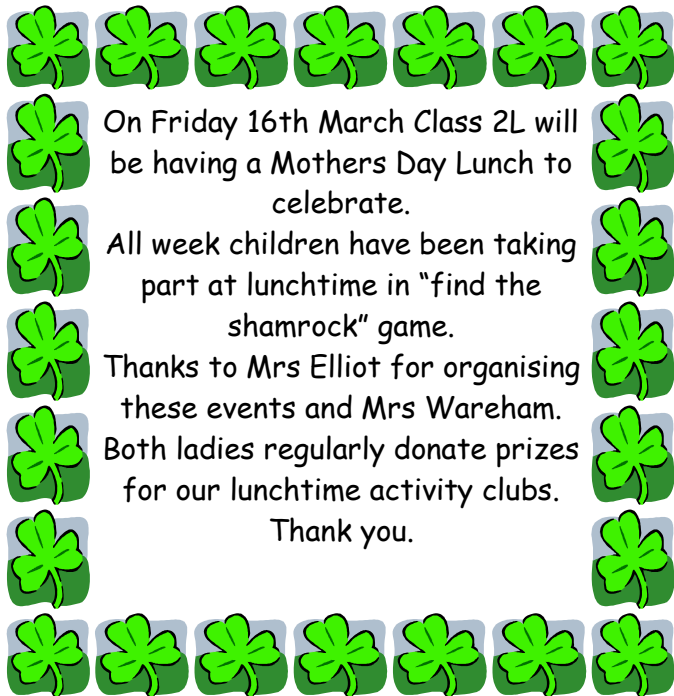 On Friday 16th March Class 2L will
be having a Mothers Day Lunch to
celebrate.
All week children have been taking
part at lunchtime in “find the
shamrock” game.
Thanks to Mrs Elliot for organising
these events and Mrs Wareham.
Both ladies regularly donate prizes
for our lunchtime activity clubs.
Thank you.